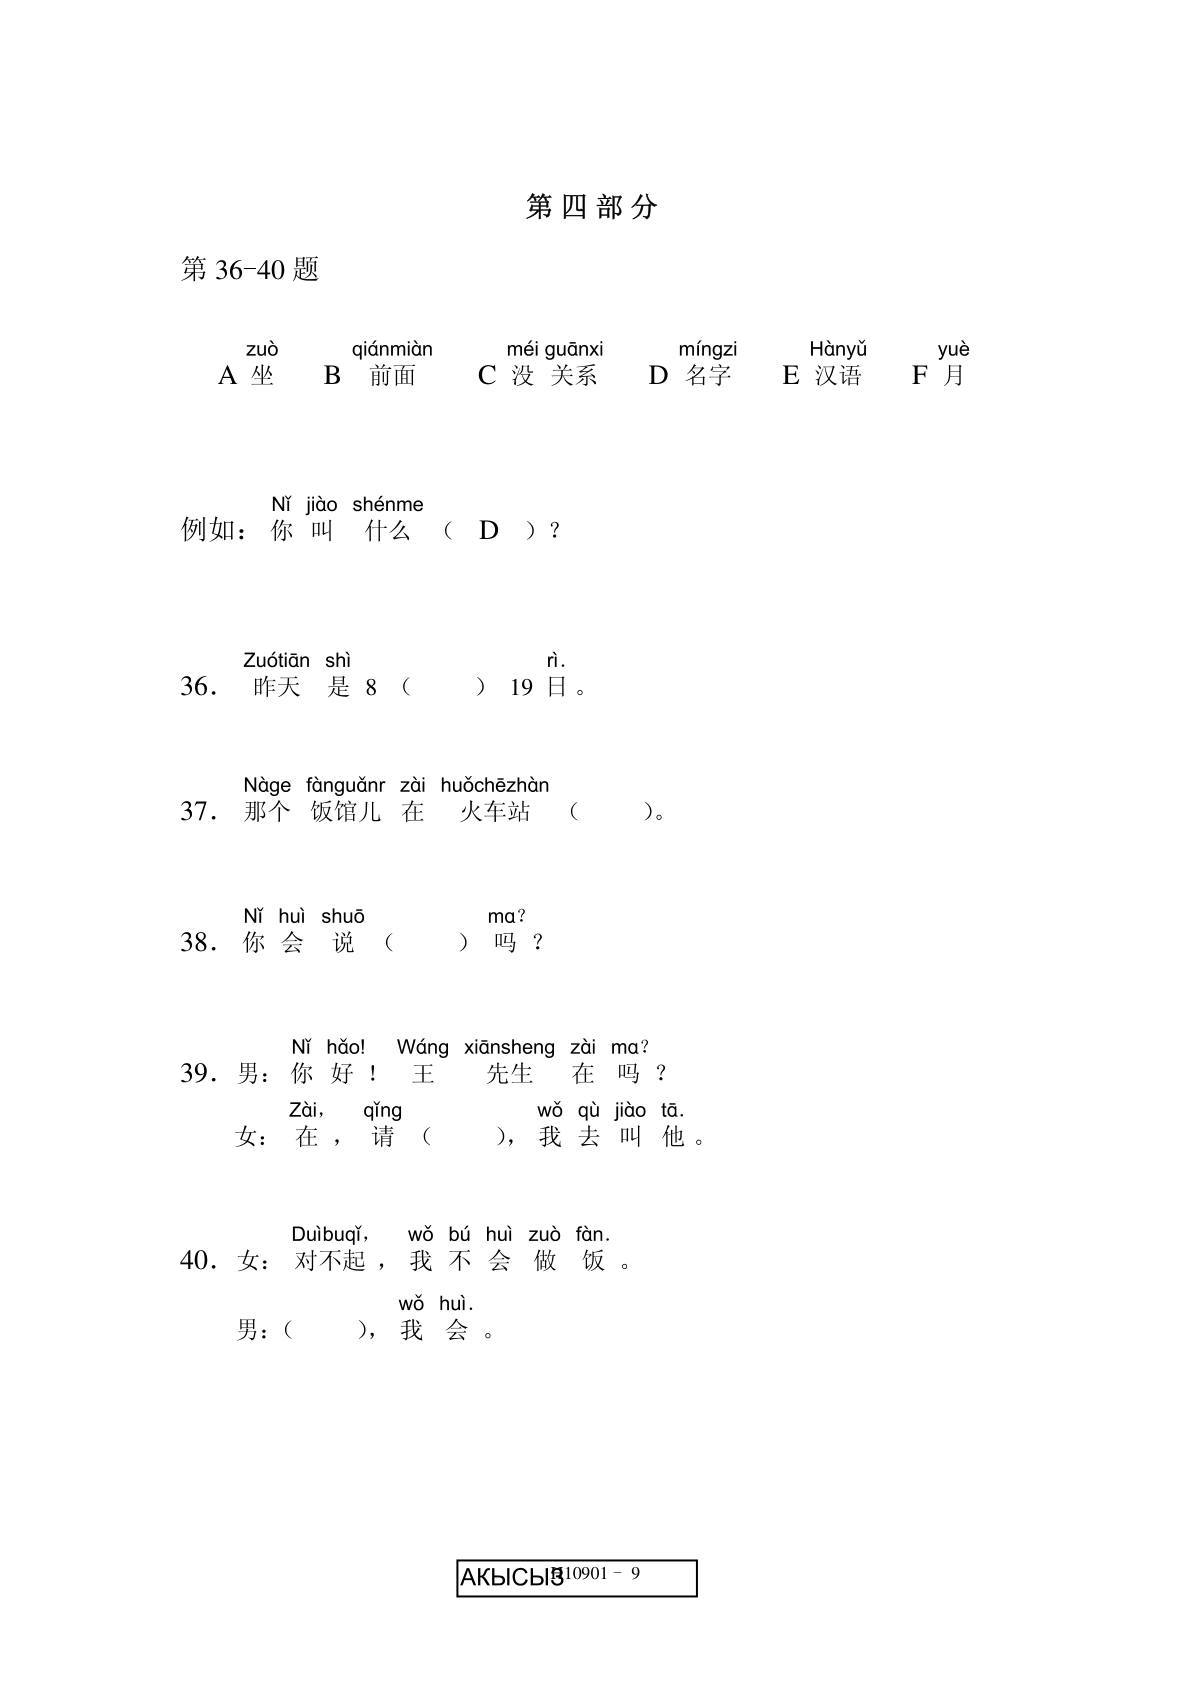 第四部分
第 36-40 题
zuò qiánmiàn méi guānxi míngzi Hànyǔ yuè
A 坐 B 前面 C 没 关系 D 名字 E 汉语 F 月
Nǐ jiào shénme
例如： 你 叫 什么 （ D ）？
Zuótiān shì rì.
36． 昨天 是 8 （ ） 19 日 。
Nàge fànguǎnr zài huǒchēzhàn
37． 那个 饭馆儿 在 火车站 （ ）。
Nǐ huì shuō ma?
38． 你 会 说 （ ） 吗 ？
Nǐ hǎo! Wáng xiānsheng zài ma?
39．男： 你 好 ！ 王 先生 在 吗 ？
Zài, qǐng wǒ qù jiào tā.
女： 在 ， 请 （ ）， 我 去 叫 他 。
Duìbuqǐ, wǒ bú huì zuò fàn.
40．女： 对不起 ， 我 不 会 做 饭 。
wǒ huì.
男：（ ）， 我 会 。
АКЫСЫЗ
H10901 - 9